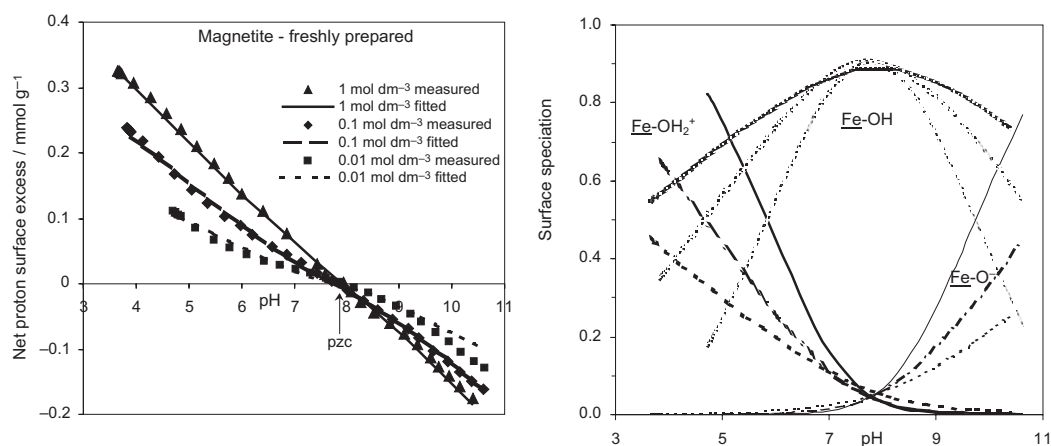 Magnetite - freshly prepared
1 mol dm⁻³ measured
1 mol dm⁻³ fitted
0.1 mol dm⁻³ measured
0.1 mol dm⁻³ fitted
0.01 mol dm⁻³ measured
0.01 mol dm⁻³ fitted
Net proton surface excess / mmol g⁻¹
0.4
0.3
0.2
0.1
0
−0.1
−0.2
3 4 5 6 7 8 9 10 11
pH
pzc
Surface speciation
1.0
0.8
0.6
0.4
0.2
0.0
Fe-OH₂⁺
Fe-OH
Fe-O⁻
3 5 7 9 11
pH